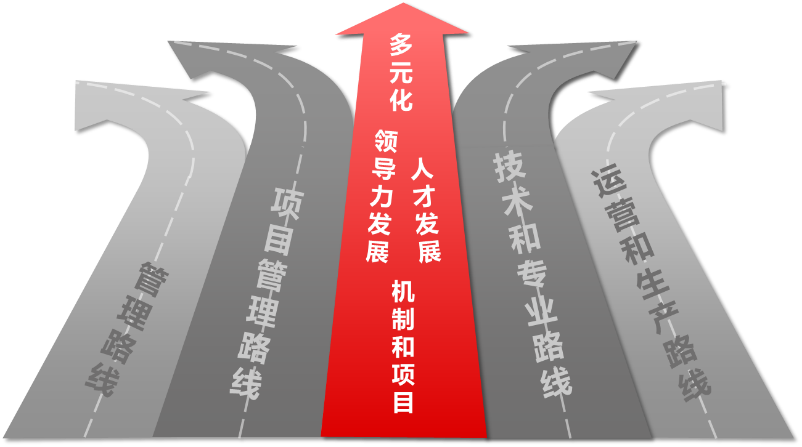 管理路线
项目管理路线
多元化
领导力发展
人才发展
机制和项目
技术和专业路线
运营和生产路线